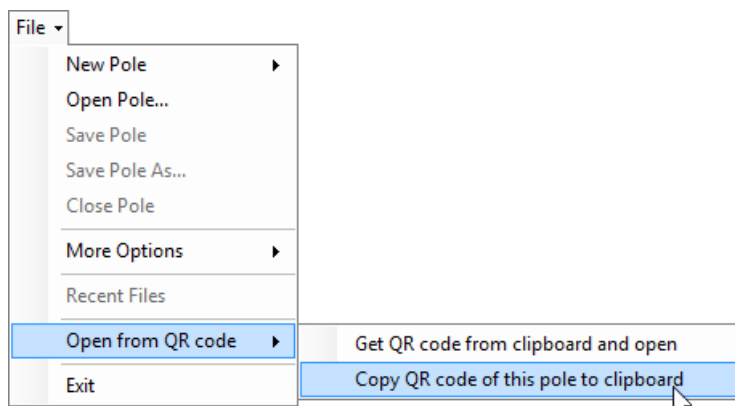 File
New Pole
Open Pole...
Save Pole
Save Pole As...
Close Pole
More Options
Recent Files
Open from QR code
Get QR code from clipboard and open
Copy QR code of this pole to clipboard
Exit